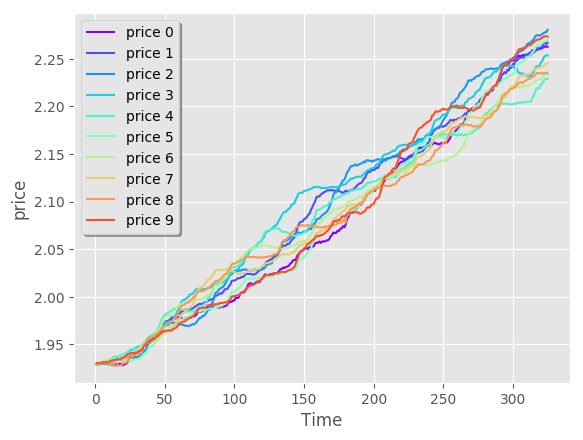 price 0
price 1
price 2
price 3
price 4
price 5
price 6
price 7
price 8
price 9
2.25
2.20
2.15
2.10
2.05
2.00
1.95
price
0 50 100 150 200 250 300
Time